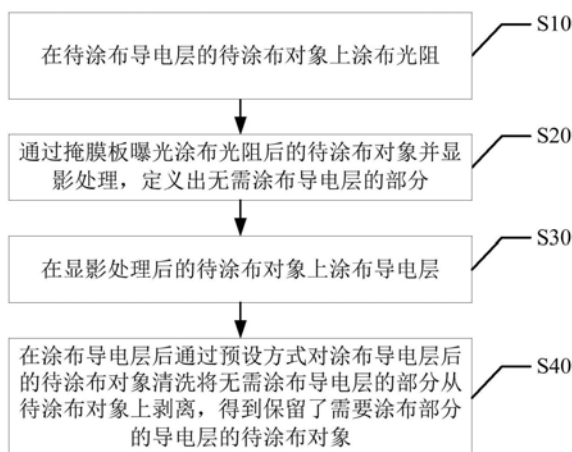 S10
在待涂布导电层的待涂布对象上涂布光阻
S20
通过掩膜板曝光涂布光阻后的待涂布对象并显
影处理，定义出无需涂布导电层的部分
S30
在显影处理后的待涂布对象上涂布导电层
S40
在涂布导电层后通过预设方式对涂布导电层后
的待涂布对象清洗将无需涂布导电层的部分从
待涂布对象上剥离，得到保留了需要涂布部分
的导电层的待涂布对象